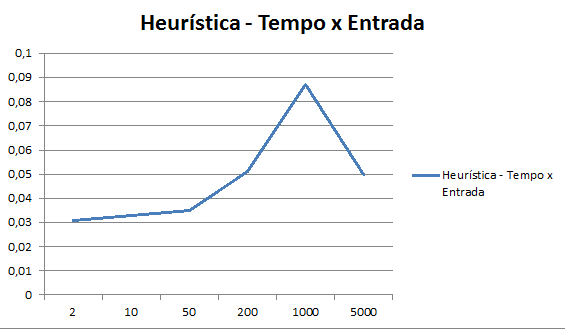 Heurística - Tempo x Entrada
0,1
0,09
0,08
0,07
0,06
0,05
0,04
0,03
0,02
0,01
0
2 10 50 200 1000 5000
Heurística - Tempo x
Entrada